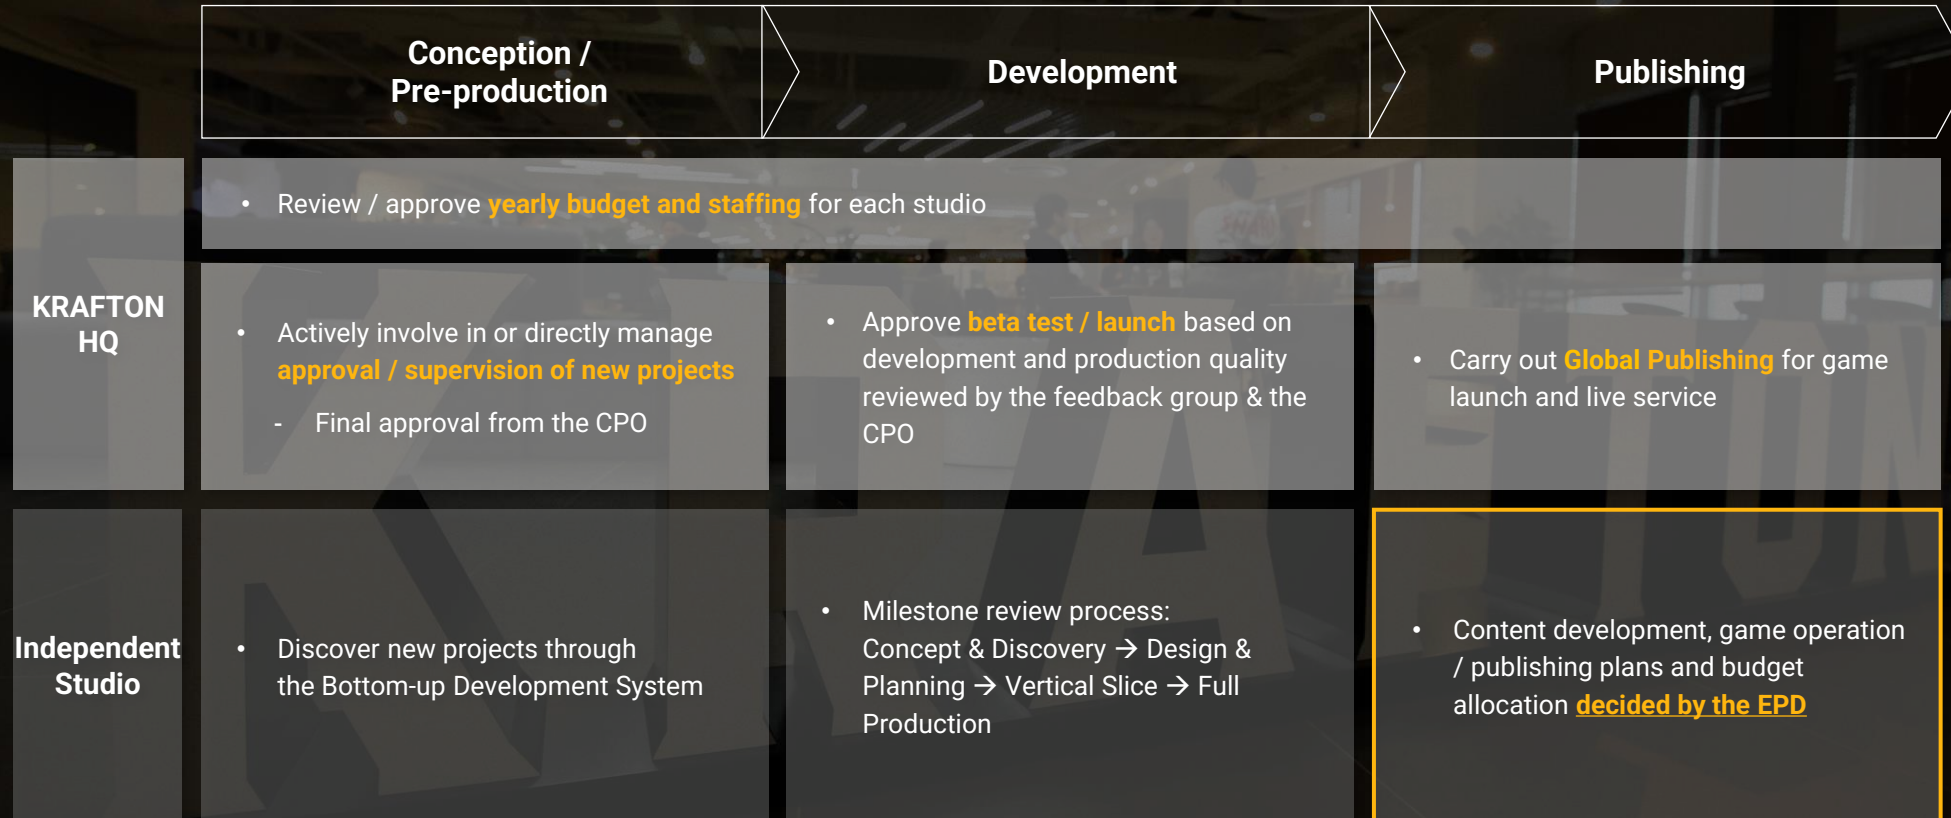 Conception /
Pre-production
Development
Publishing
KRAFTON
HQ
• Review / approve yearly budget and staffing for each studio
• Actively involve in or directly manage
approval / supervision of new projects
- Final approval from the CPO
• Approve beta test / launch based on
development and production quality
reviewed by the feedback group & the
CPO
• Carry out Global Publishing for game
launch and live service
Independent
Studio
• Discover new projects through
the Bottom-up Development System
• Milestone review process:
Concept & Discovery → Design &
Planning → Vertical Slice → Full
Production
• Content development, game operation
/ publishing plans and budget
allocation decided by the EPD
KRAFTON